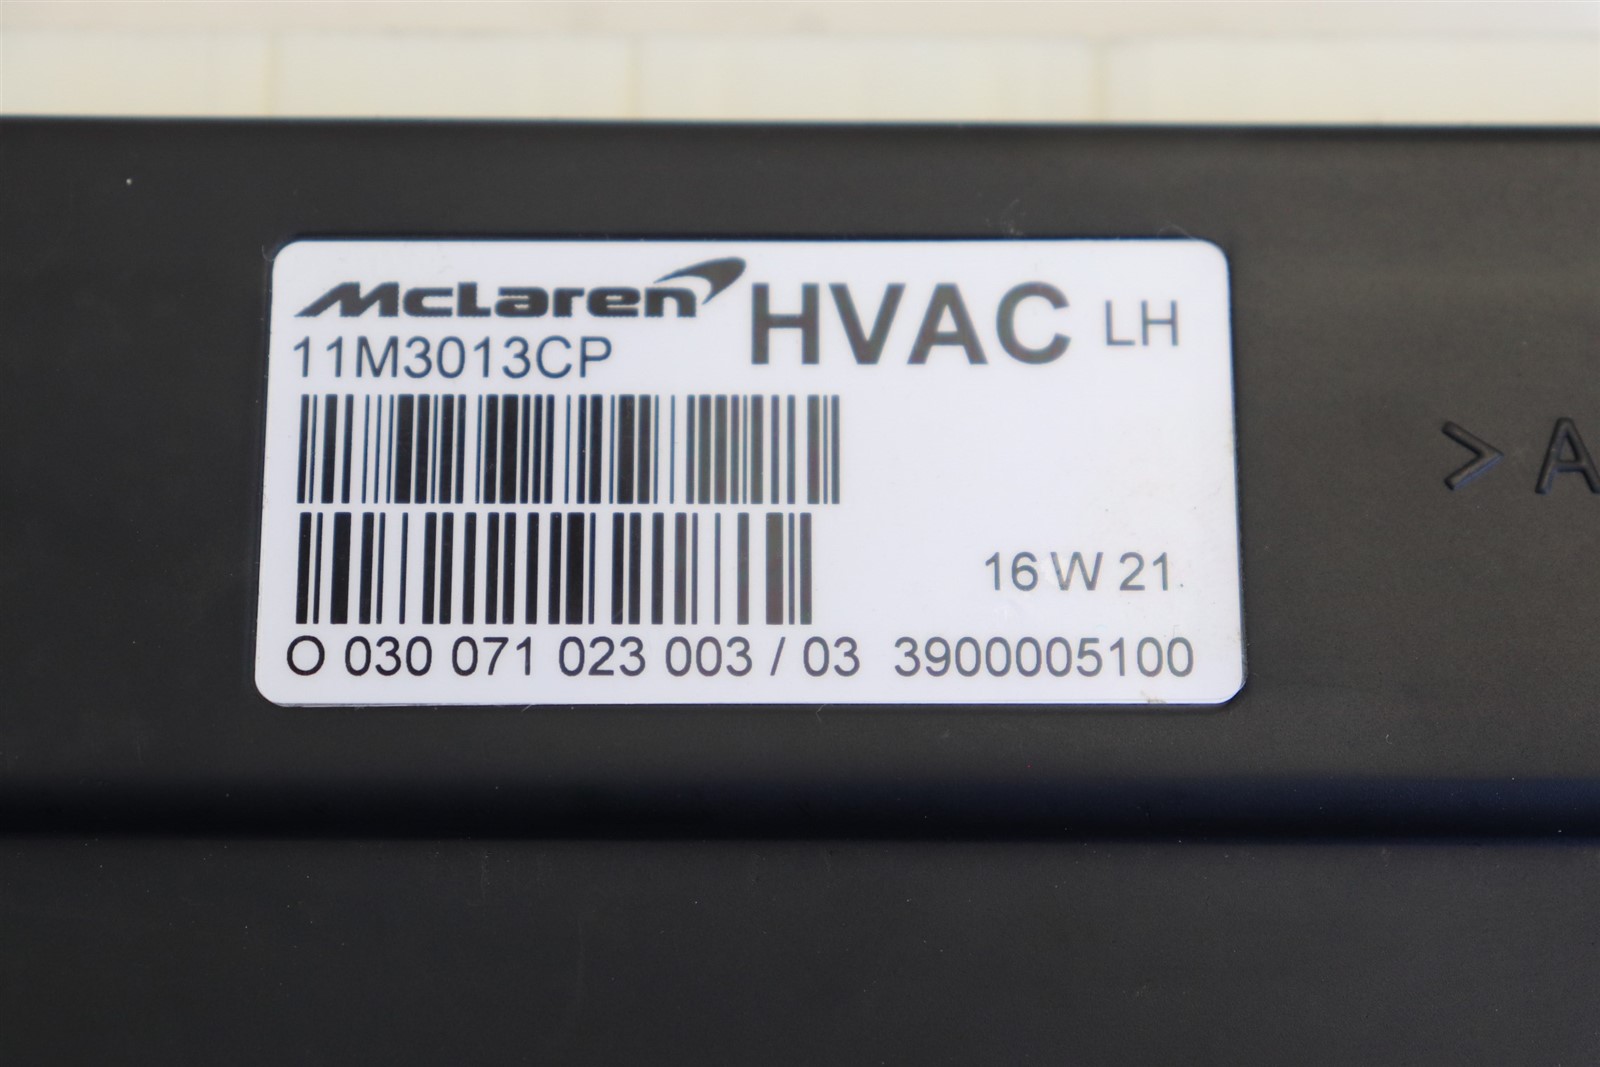 McLaren HVAC LH
11M3013CP
16 W 21
O 030 071 023 003 / 03 3900005100
> A